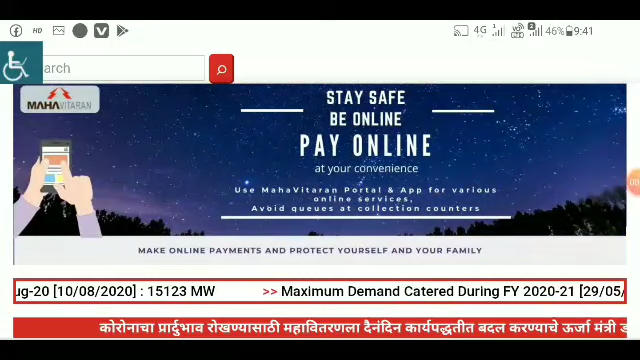 HD
4G
46% 9:41
arch
MAHAVITARAN
STAY SAFE
BE ONLINE
PAY ONLINE
at your convenience
Use MahaVitaran Portal & App for various
online services,
Avoid queues at collection counters
MAKE ONLINE PAYMENTS AND PROTECT YOURSELF AND YOUR FAMILY
ug-20 [10/08/2020] : 15123 MW >> Maximum Demand Catered During FY 2020-21 [29/05/
कोरोनाचा प्रार्दुभाव रोखण्यासाठी महावितरणला दैनंदिन कार्यपद्धतीत बदल करण्याचे ऊर्जा मंत्री ड